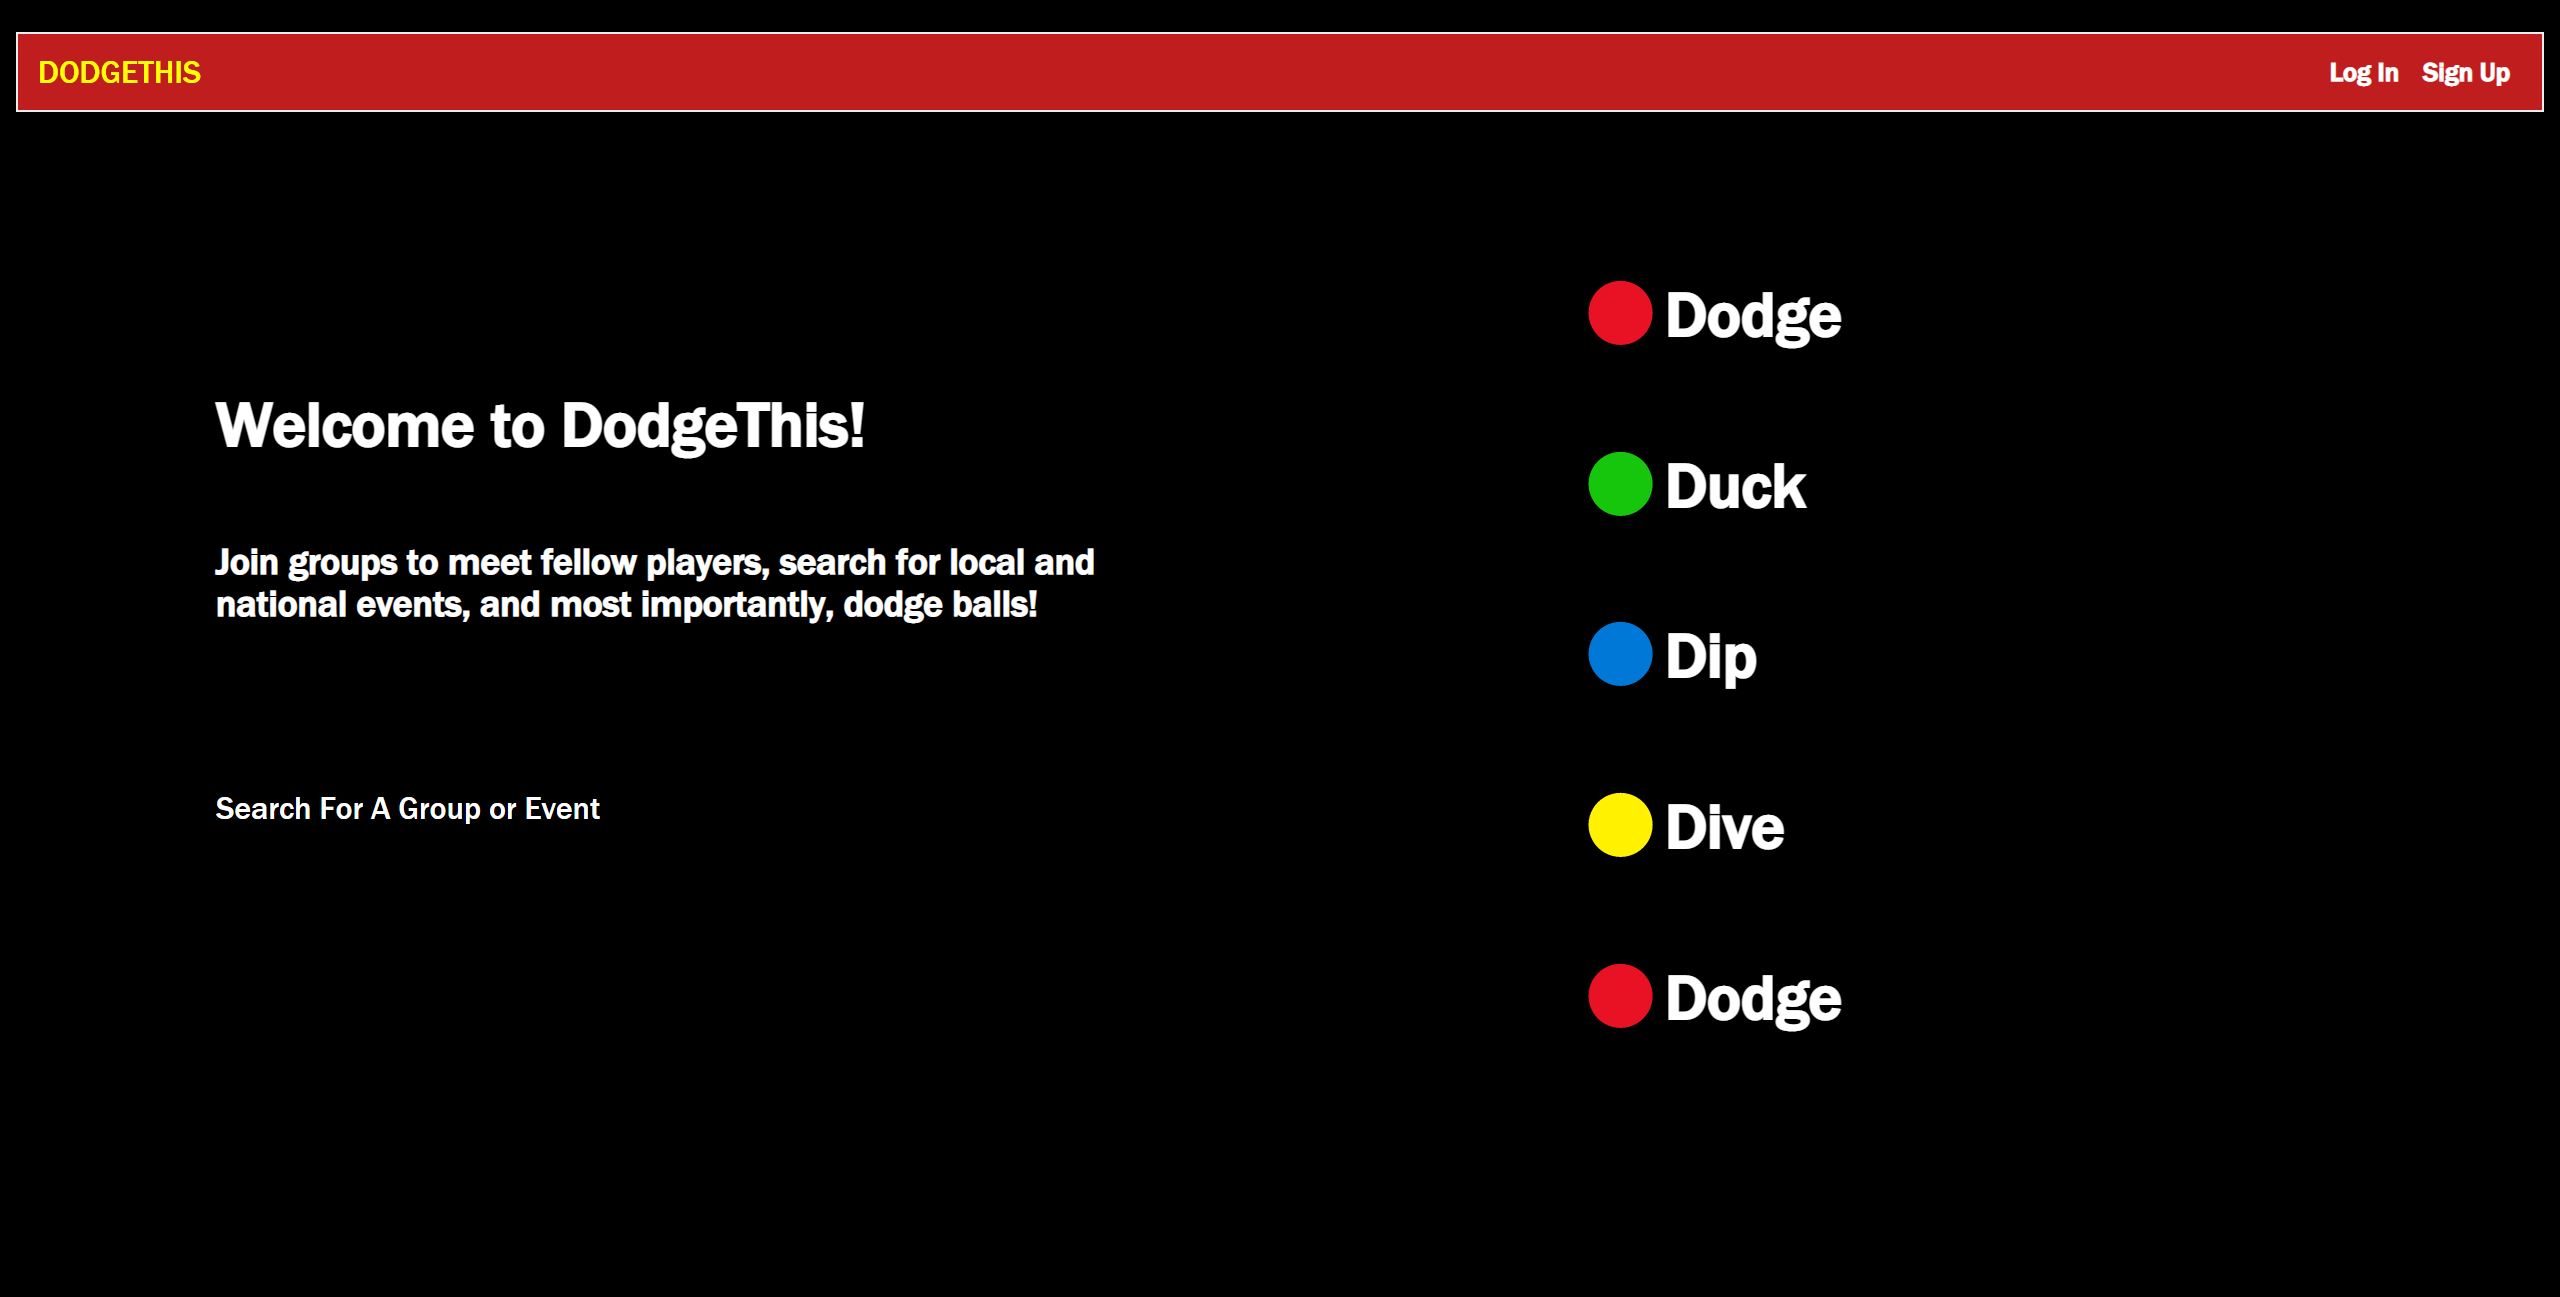 DODGETHIS
Log In
Sign Up
Welcome to DodgeThis!
Join groups to meet fellow players, search for local and
national events, and most importantly, dodge balls!
Search For A Group or Event
Dodge
Duck
Dip
Dive
Dodge